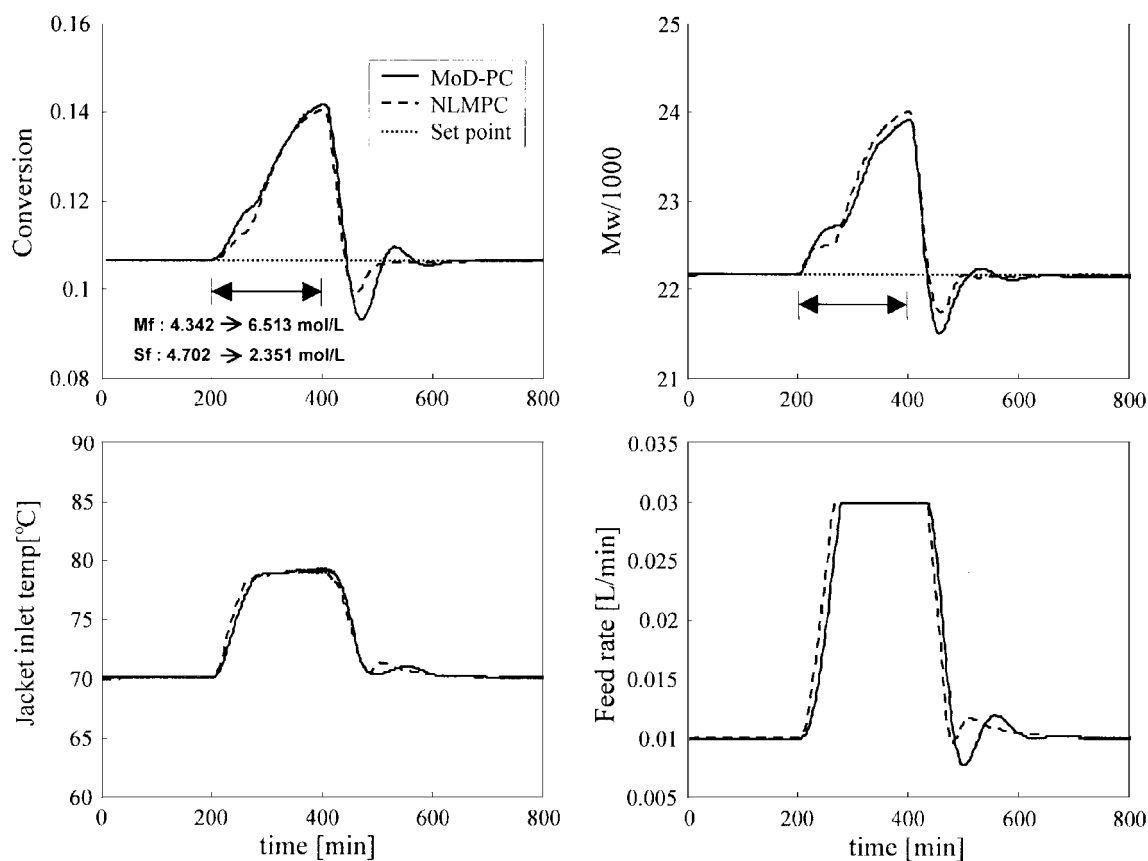 0.16
0.14
0.12
0.1
0.08
Conversion
MoD-PC
NLMPC
Set point
Mf : 4.342 → 6.513 mol/L
Sf : 4.702 → 2.351 mol/L
0 200 400 600 800
25
24
23
22
21
Mw/1000
0 200 400 600 800
90
85
80
75
70
65
60
Jacket inlet temp[°C]
0 200 400 600 800
time [min]
0.035
0.03
0.025
0.02
0.015
0.01
0.005
Feed rate [L/min]
0 200 400 600 800
time [min]